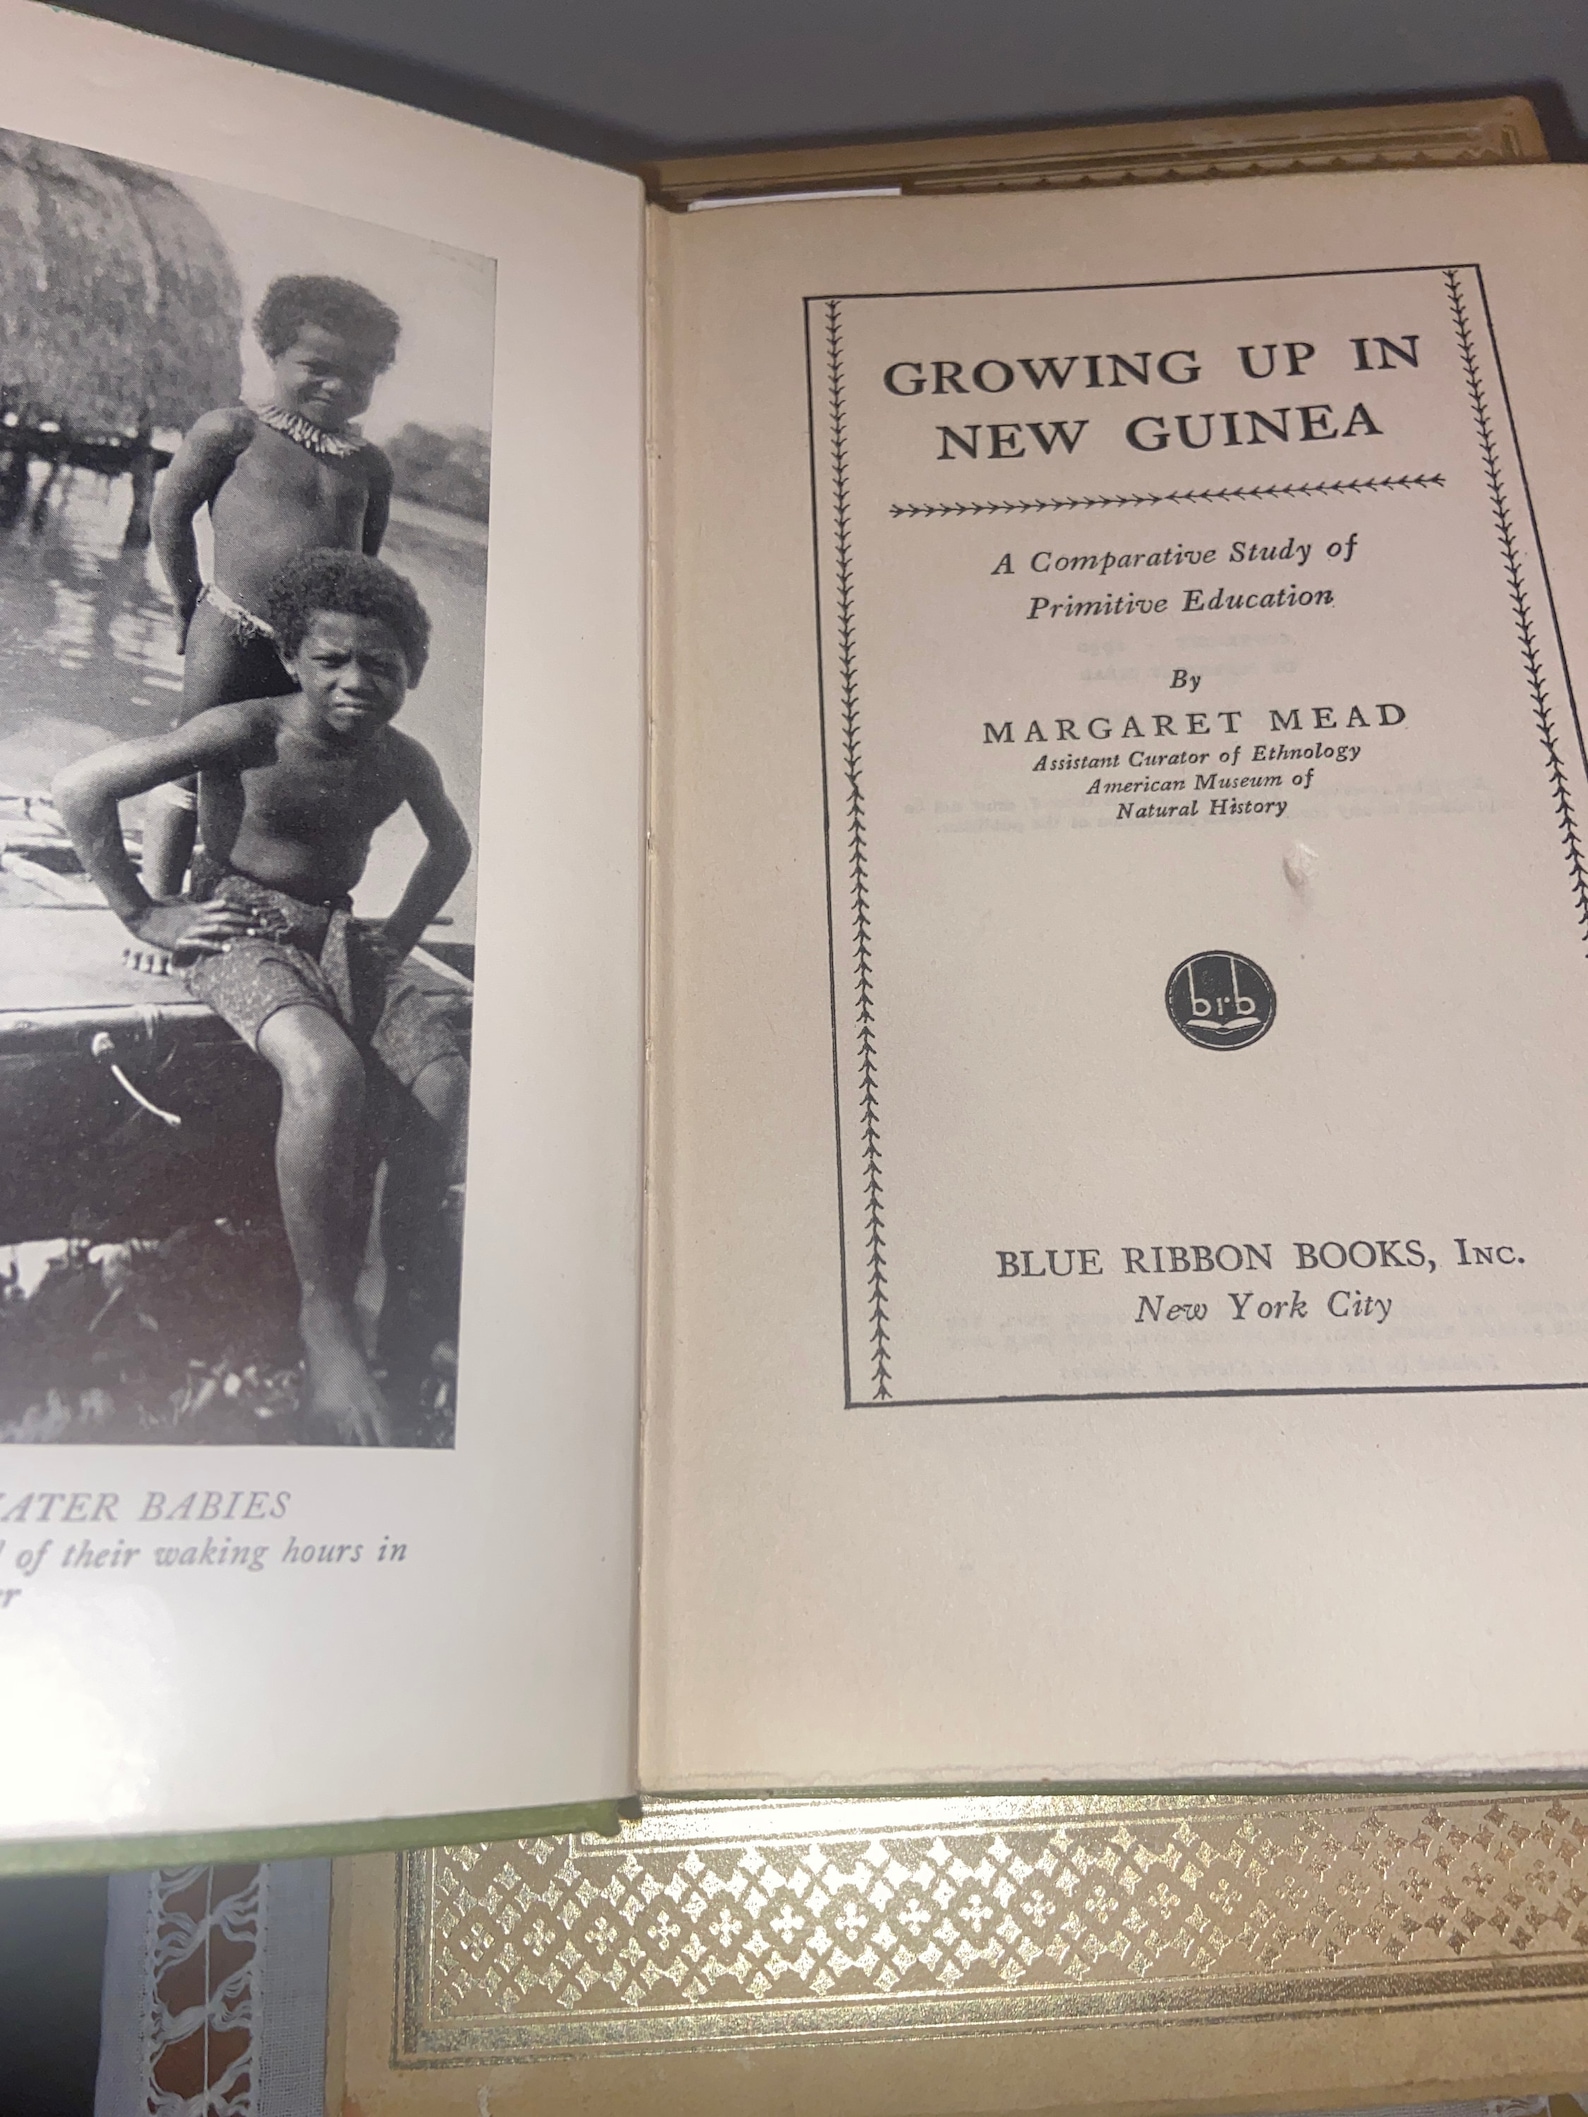 WATER BABIES
of their waking hours in
GROWING UP IN
NEW GUINEA
A Comparative Study of
Primitive Education
By
MARGARET MEAD
Assistant Curator of Ethnology
American Museum of
Natural History
brb
BLUE RIBBON BOOKS, INC.
New York City